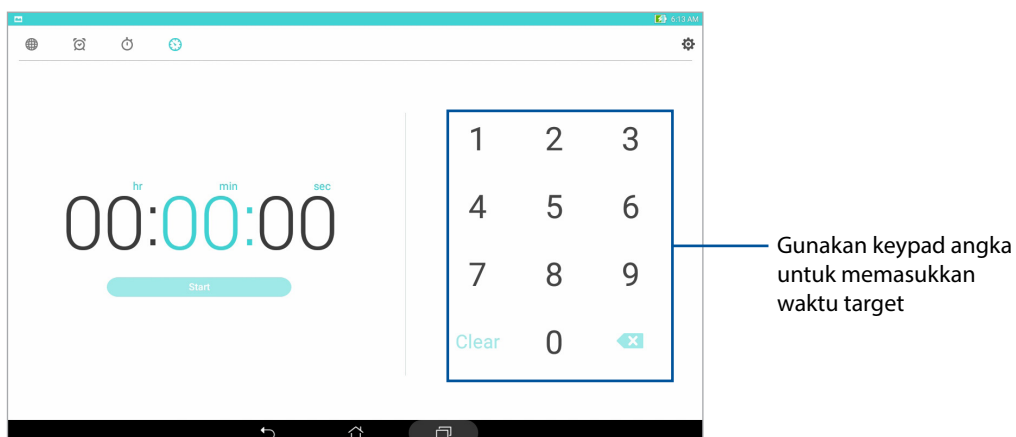 6:13 AM
hr min sec
00:00:00
Start
1 2 3
4 5 6
7 8 9
Clear 0
Gunakan keypad angka
untuk memasukkan
waktu target